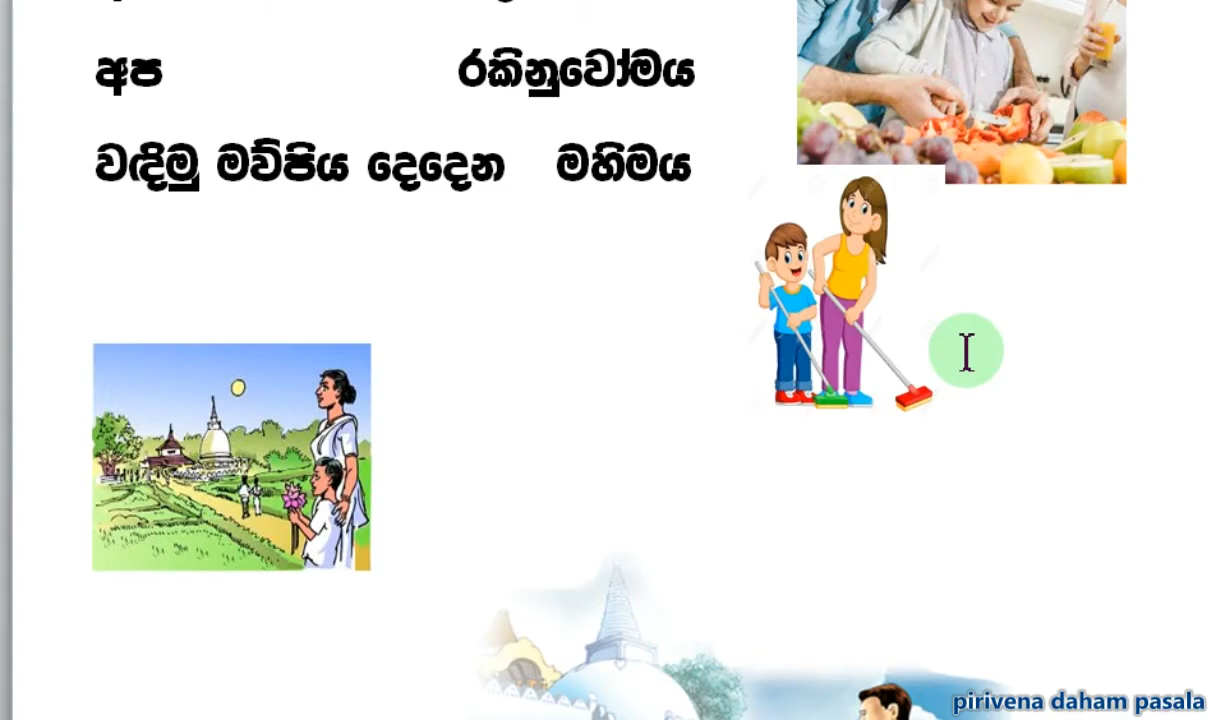 අප රකිනුවෝමය
වඳිමු මව්පිය දෙදෙන මහිමය
pirivena daham pasala